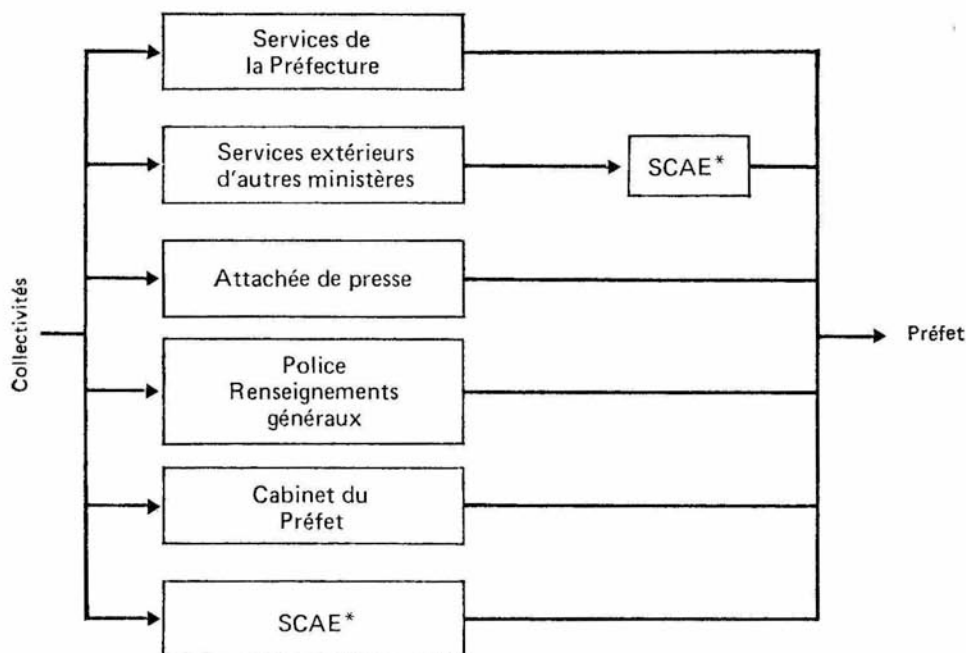 Services de
la Préfecture
Services extérieurs
d'autres ministères
SCAE*
Attachée de presse
Collectivités
Préfet
Police
Renseignements
généraux
Cabinet du
Préfet
SCAE*